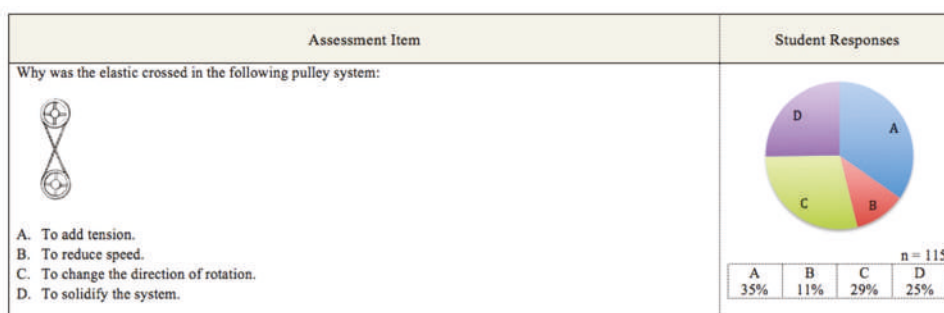 Assessment Item
Student Responses
Why was the elastic crossed in the following pulley system:
A. To add tension.
B. To reduce speed.
C. To change the direction of rotation.
D. To solidify the system.
D
A
C
B
n = 115
A B C D
35% 11% 29% 25%